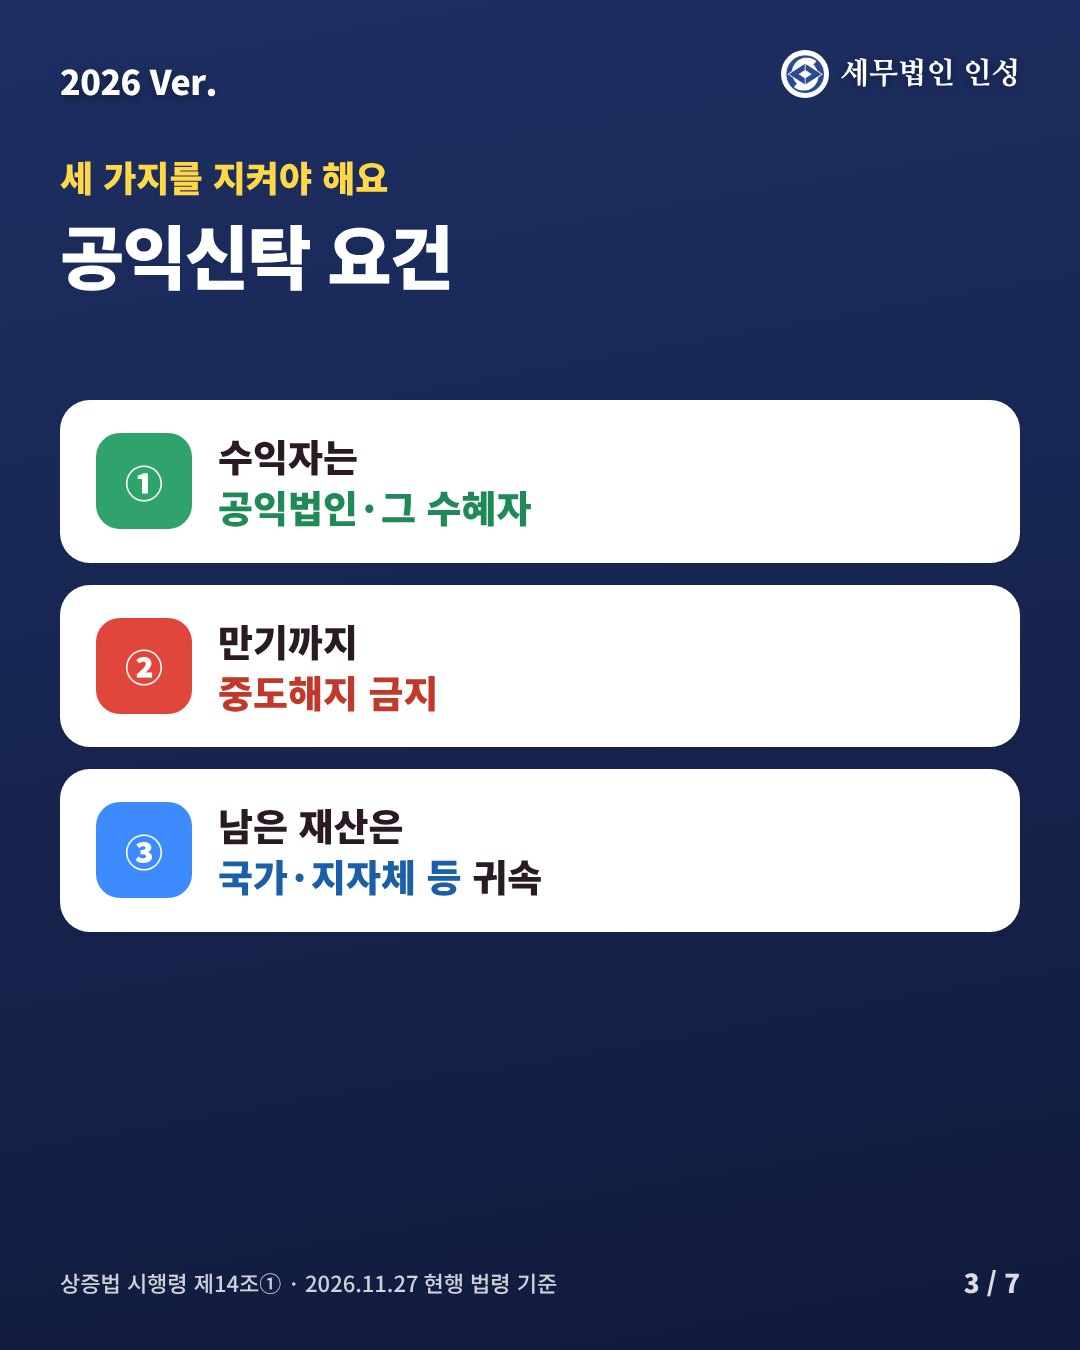 2026 Ver.
세무법인 인성
세 가지를 지켜야 해요
공익신탁 요건
①
수익자는
공익법인·그 수혜자
②
만기까지
중도해지 금지
③
남은 재산은
국가·지자체 등 귀속
상증법 시행령 제14조① · 2026.11.27 현행 법령 기준
3 / 7